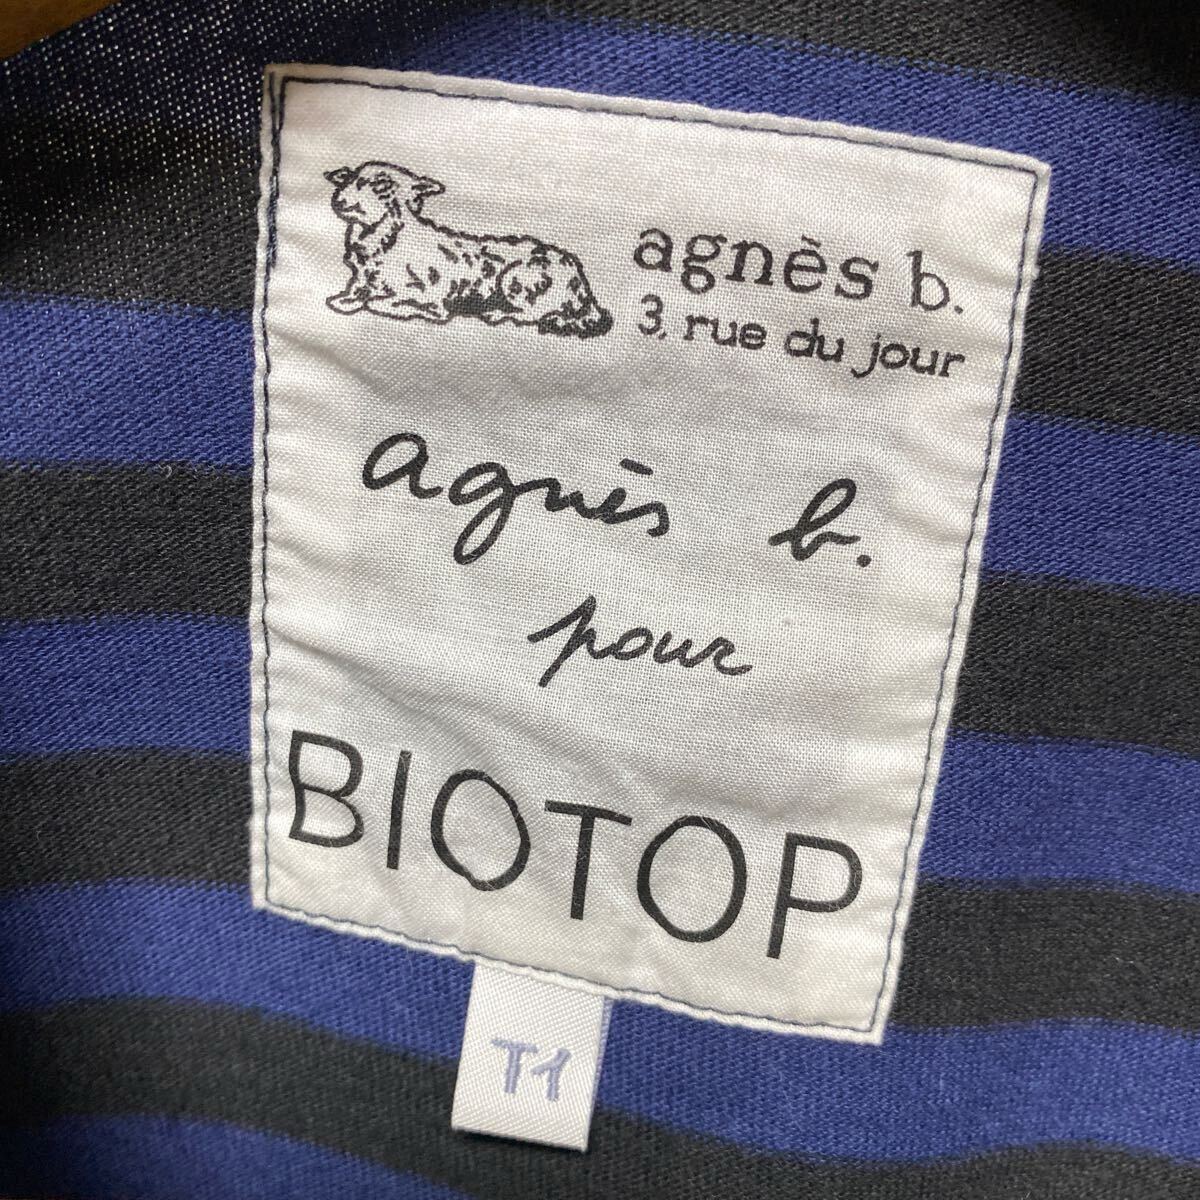 agnès b.
3, rue du jour
agnès b.
pour
BIOTOP
T1